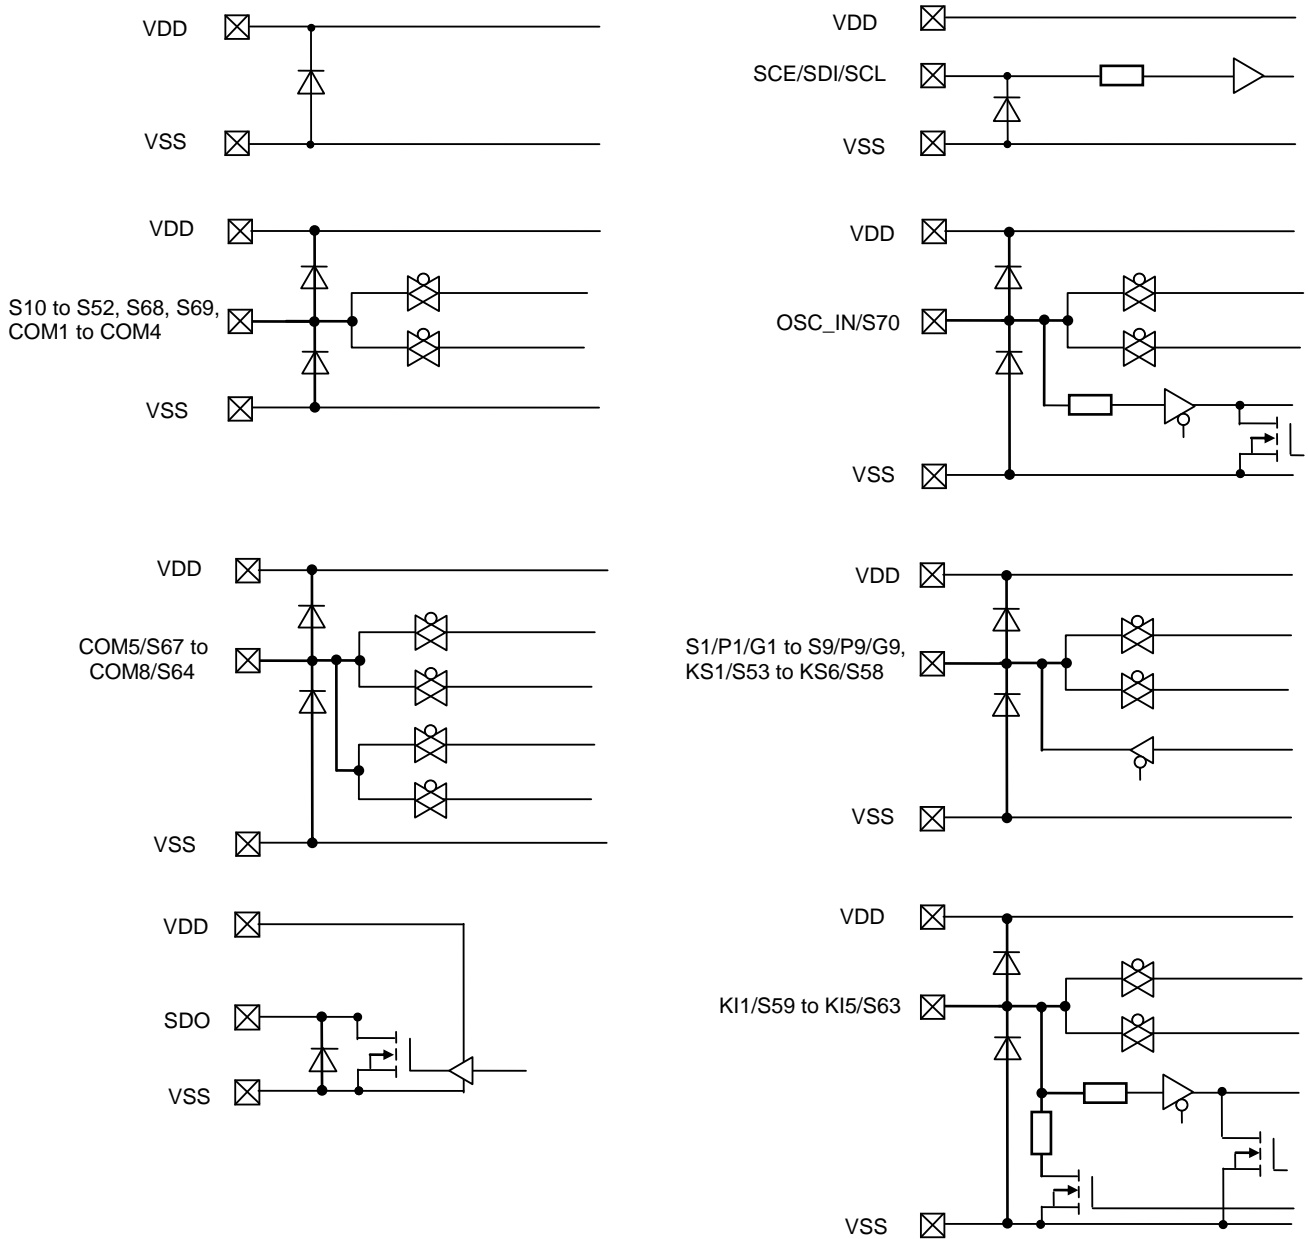 VDD
VSS
VDD
SCE/SDI/SCL
VSS
VDD
S10 to S52, S68, S69,
COM1 to COM4
VSS
VDD
OSC_IN/S70
VSS
VDD
COM5/S67 to
COM8/S64
VSS
VDD
S1/P1/G1 to S9/P9/G9,
KS1/S53 to KS6/S58
VSS
VDD
SDO
VSS
VDD
KI1/S59 to KI5/S63
VSS